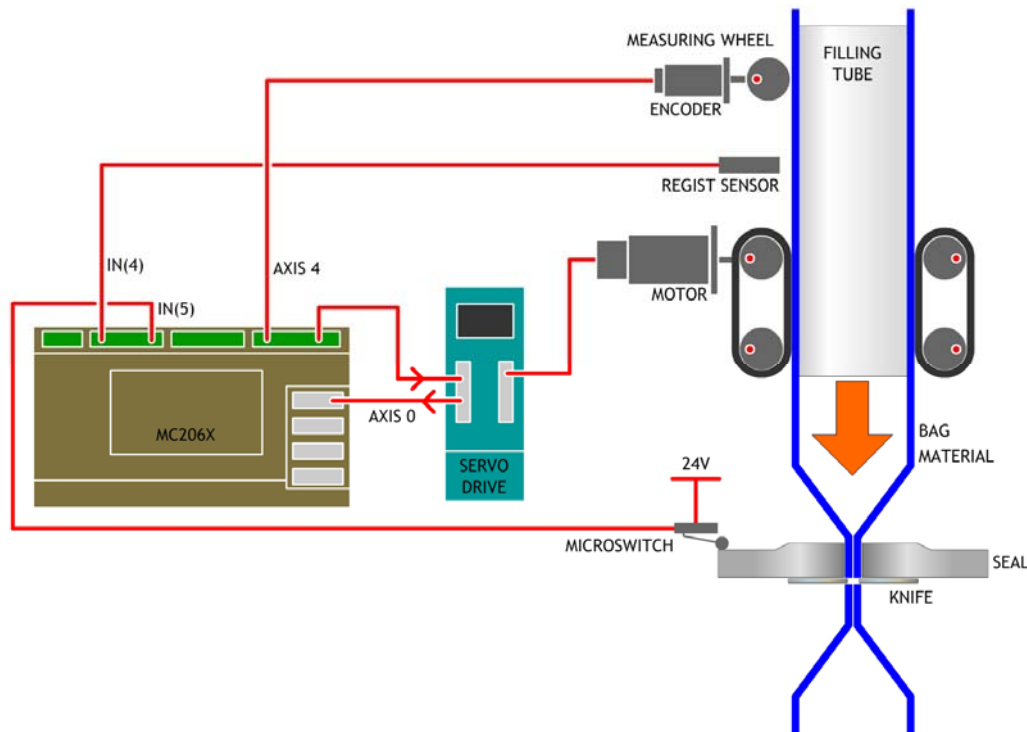 MEASURING WHEEL
FILLING
TUBE
ENCODER
REGIST SENSOR
IN(4)
AXIS 4
IN(5)
MOTOR
MC206X
AXIS 0
SERVO
DRIVE
24V
BAG
MATERIAL
MICROSWITCH
SEAL
KNIFE